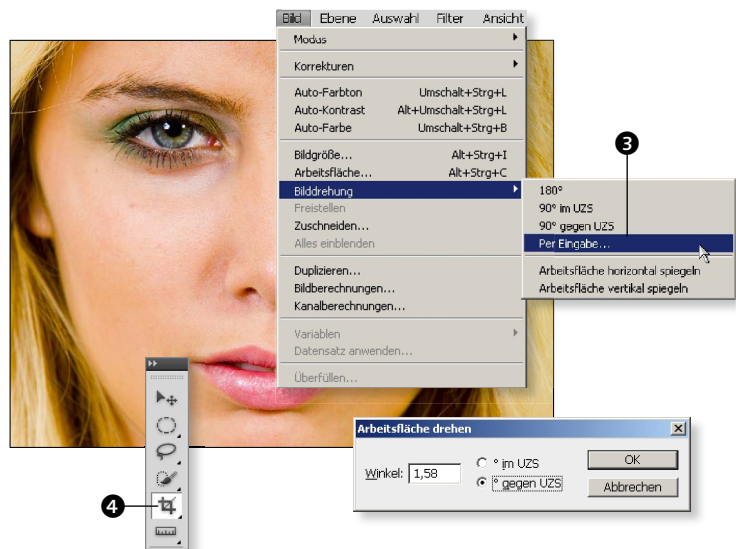 Bild Ebene Auswahl Filter Ansicht
Modus
Korrekturen
Auto-Farbton Umschalt+Strg+L
Auto-Kontrast Alt+Umschalt+Strg+L
Auto-Farbe Umschalt+Strg+B
Bildgröße... Alt+Strg+I
Arbeitsfläche... Alt+Strg+C
Bilddrehung
Freistellen
Zuschneiden...
Alles einblenden
Duplizieren...
Bildberechnungen...
Kanalberechnungen...
Variablen
Datensatz anwenden...
Überfüllen...
3
180°
90° im UZS
90° gegen UZS
Per Eingabe...
Arbeitsfläche horizontal spiegeln
Arbeitsfläche vertikal spiegeln
4
Arbeitsfläche drehen
Winkel: 1,58
° im UZS
° gegen UZS
OK
Abbrechen